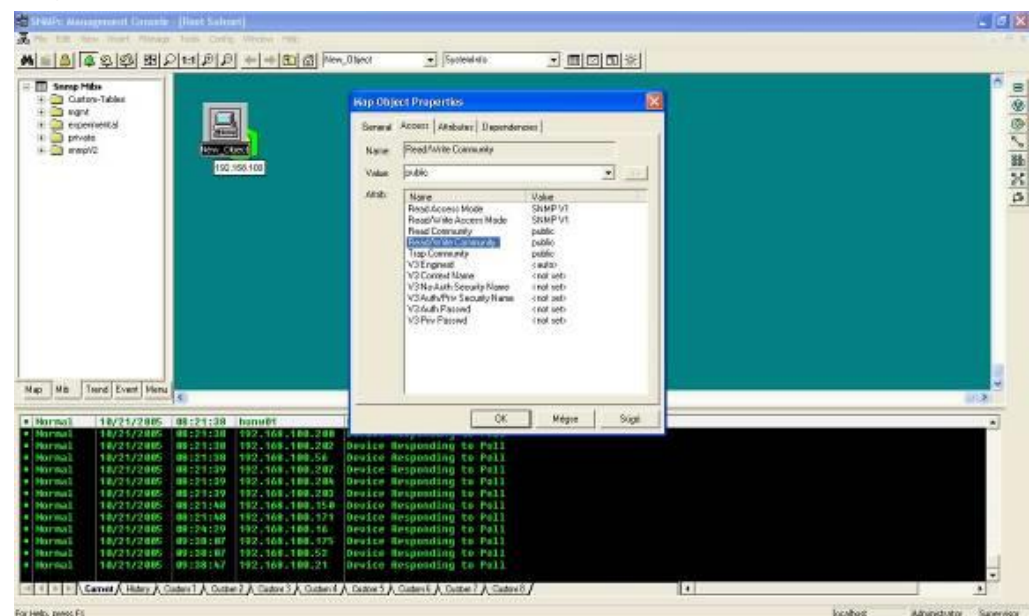 SNMPc Management Console - [Root Subnet]
File Edit View Insert Manage Tools Config Window Help
New_Object
System Info
Snmp Mibs
Custom-Tables
mgmt
experimental
private
snmpV2
New_Object
192.168.100
Map Mib Trend Event Menu
Map Object Properties
General Access Attributes Dependencies
Name: Read/Write Community
Value: public
Attrib:
Name Value
Read Access Mode SNMP V1
Read/Write Access Mode SNMP V1
Read Community public
Read/Write Community public
Trap Community public
V3 Engineid <auto>
V3 Context Name <not set>
V3 No Auth Security Name <not set>
V3 Auth/Priv Security Name <not set>
V3 Auth Passwd <not set>
V3 Priv Passwd <not set>
OK Mégse Súgó
Normal 10/21/2005 08:21:38
Normal 10/21/2005 08:21:38 192.168.100.200 Device Responding to Poll
Normal 10/21/2005 08:21:38 192.168.100.202 Device Responding to Poll
Normal 10/21/2005 08:21:38 192.168.100.56 Device Responding to Poll
Normal 10/21/2005 08:21:39 192.168.100.207 Device Responding to Poll
Normal 10/21/2005 08:21:39 192.168.100.204 Device Responding to Poll
Normal 10/21/2005 08:21:39 192.168.100.203 Device Responding to Poll
Normal 10/21/2005 08:21:40 192.168.100.150 Device Responding to Poll
Normal 10/21/2005 08:21:40 192.168.100.171 Device Responding to Poll
Normal 10/21/2005 08:24:29 192.168.100.16 Device Responding to Poll
Normal 10/21/2005 09:38:07 192.168.100.175 Device Responding to Poll
Normal 10/21/2005 09:38:07 192.168.100.52 Device Responding to Poll
Normal 10/21/2005 09:38:47 192.168.100.21 Device Responding to Poll
Current History Custom 1 Custom 2 Custom 3 Custom 4 Custom 5 Custom 6 Custom 7 Custom 8
For Help, press F1
localhost Administrator Supervisor